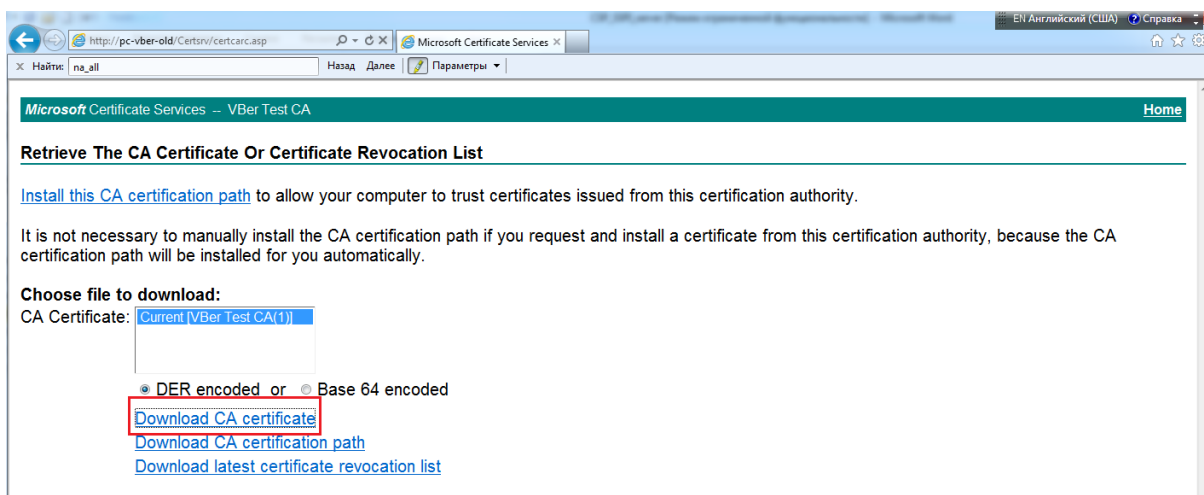 EN Английский (США) Справка
http://pc-vber-old/Certsrv/certcarc.asp Microsoft Certificate Services
X Найти: na_all Назад Далее Параметры
Microsoft Certificate Services -- VBer Test CA Home
Retrieve The CA Certificate Or Certificate Revocation List
Install this CA certification path to allow your computer to trust certificates issued from this certification authority.
It is not necessary to manually install the CA certification path if you request and install a certificate from this certification authority, because the CA
certification path will be installed for you automatically.
Choose file to download:
CA Certificate: Current [VBer Test CA(1)]
DER encoded or Base 64 encoded
Download CA certificate
Download CA certification path
Download latest certificate revocation list